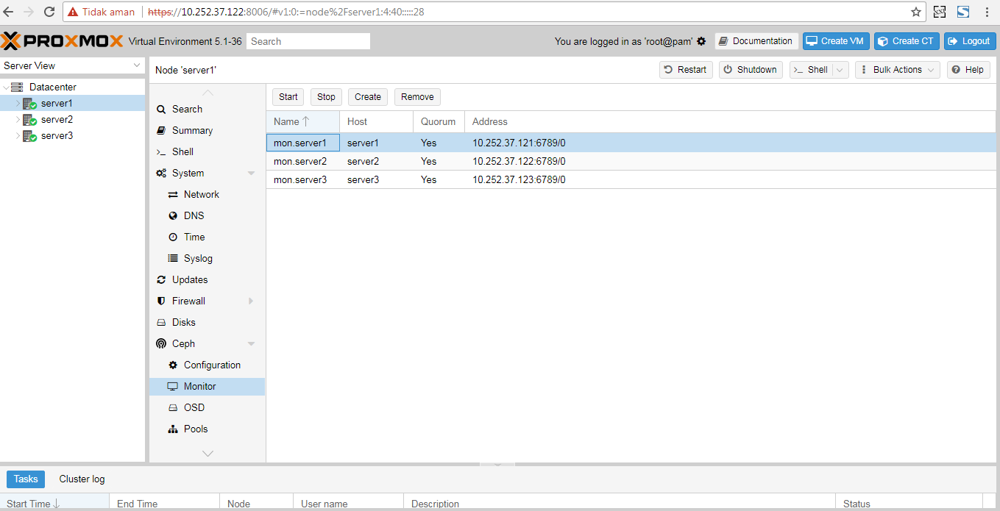 Tidak aman https://10.252.37.122:8006/#v1:0:=node%2Fserver1:4:40:::::28
PROXMOX Virtual Environment 5.1-36 Search You are logged in as 'root@pam' Documentation Create VM Create CT Logout
Server View
Datacenter
server1
server2
server3
Node 'server1' Restart Shutdown >_ Shell Bulk Actions Help
Search
Summary
>_ Shell
System
Network
DNS
Time
Syslog
Updates
Firewall
Disks
Ceph
Configuration
Monitor
OSD
Pools
Start Stop Create Remove
Name Host Quorum Address
mon.server1 server1 Yes 10.252.37.121:6789/0
mon.server2 server2 Yes 10.252.37.122:6789/0
mon.server3 server3 Yes 10.252.37.123:6789/0
Tasks Cluster log
Start Time End Time Node User name Description Status